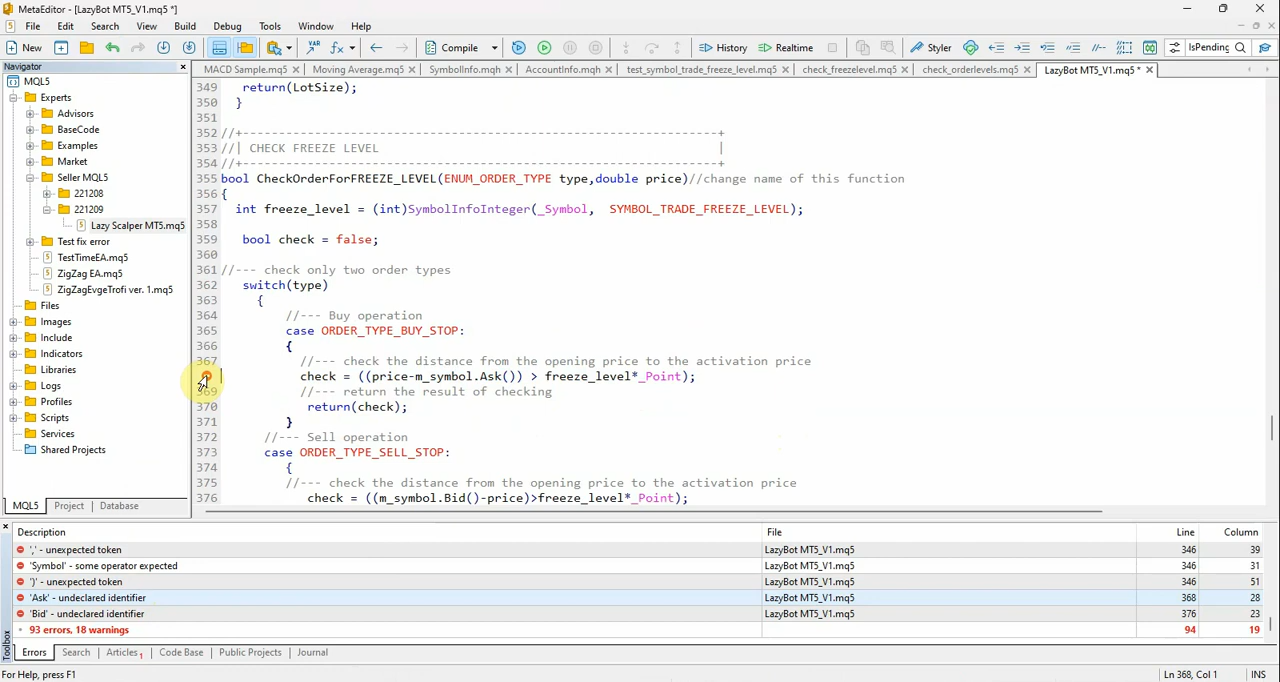 MetaEditor - [LazyBot MT5_V1.mq5 *]
File Edit Search View Build Debug Tools Window Help
New Compile History Realtime Styler IsPending
Navigator
MACD Sample.mq5 Moving Average.mq5 SymbolInfo.mqh AccountInfo.mqh test_symbol_trade_freeze_level.mq5 check_freezelevel.mq5 check_orderlevels.mq5 LazyBot MT5_V1.mq5 *
MQL5
Experts
Advisors
BaseCode
Examples
Market
Seller MQL5
221208
221209
Lazy Scalper MT5.mq5
Test fix error
TestTimeEA.mq5
ZigZag EA.mq5
ZigZagEvgeTrofi ver. 1.mq5
Files
Images
Include
Indicators
Libraries
Logs
Profiles
Scripts
Services
Shared Projects
MQL5 Project Database
349 return(LotSize);
350 }
351
352 //+------------------------------------------------------------------+
353 //| CHECK FREEZE LEVEL |
354 //+------------------------------------------------------------------+
355 bool CheckOrderForFREEZE_LEVEL(ENUM_ORDER_TYPE type,double price)//change name of this function
356 {
357 int freeze_level = (int)SymbolInfoInteger(_Symbol, SYMBOL_TRADE_FREEZE_LEVEL);
358
359 bool check = false;
360
361 //--- check only two order types
362 switch(type)
363 {
364 //--- Buy operation
365 case ORDER_TYPE_BUY_STOP:
366 {
367 //--- check the distance from the opening price to the activation price
check = ((price-m_symbol.Ask()) > freeze_level*_Point);
369 //--- return the result of checking
370 return(check);
371 }
372 //--- Sell operation
373 case ORDER_TYPE_SELL_STOP:
374 {
375 //--- check the distance from the opening price to the activation price
376 check = ((m_symbol.Bid()-price)>freeze_level*_Point);
Description File Line Column
',' - unexpected token LazyBot MT5_V1.mq5 346 39
'Symbol' - some operator expected LazyBot MT5_V1.mq5 346 31
')' - unexpected token LazyBot MT5_V1.mq5 346 51
'Ask' - undeclared identifier LazyBot MT5_V1.mq5 368 28
'Bid' - undeclared identifier LazyBot MT5_V1.mq5 376 23
93 errors, 18 warnings 94 19
Toolbox
Errors Search Articles 1 Code Base Public Projects Journal
For Help, press F1 Ln 368, Col 1 INS